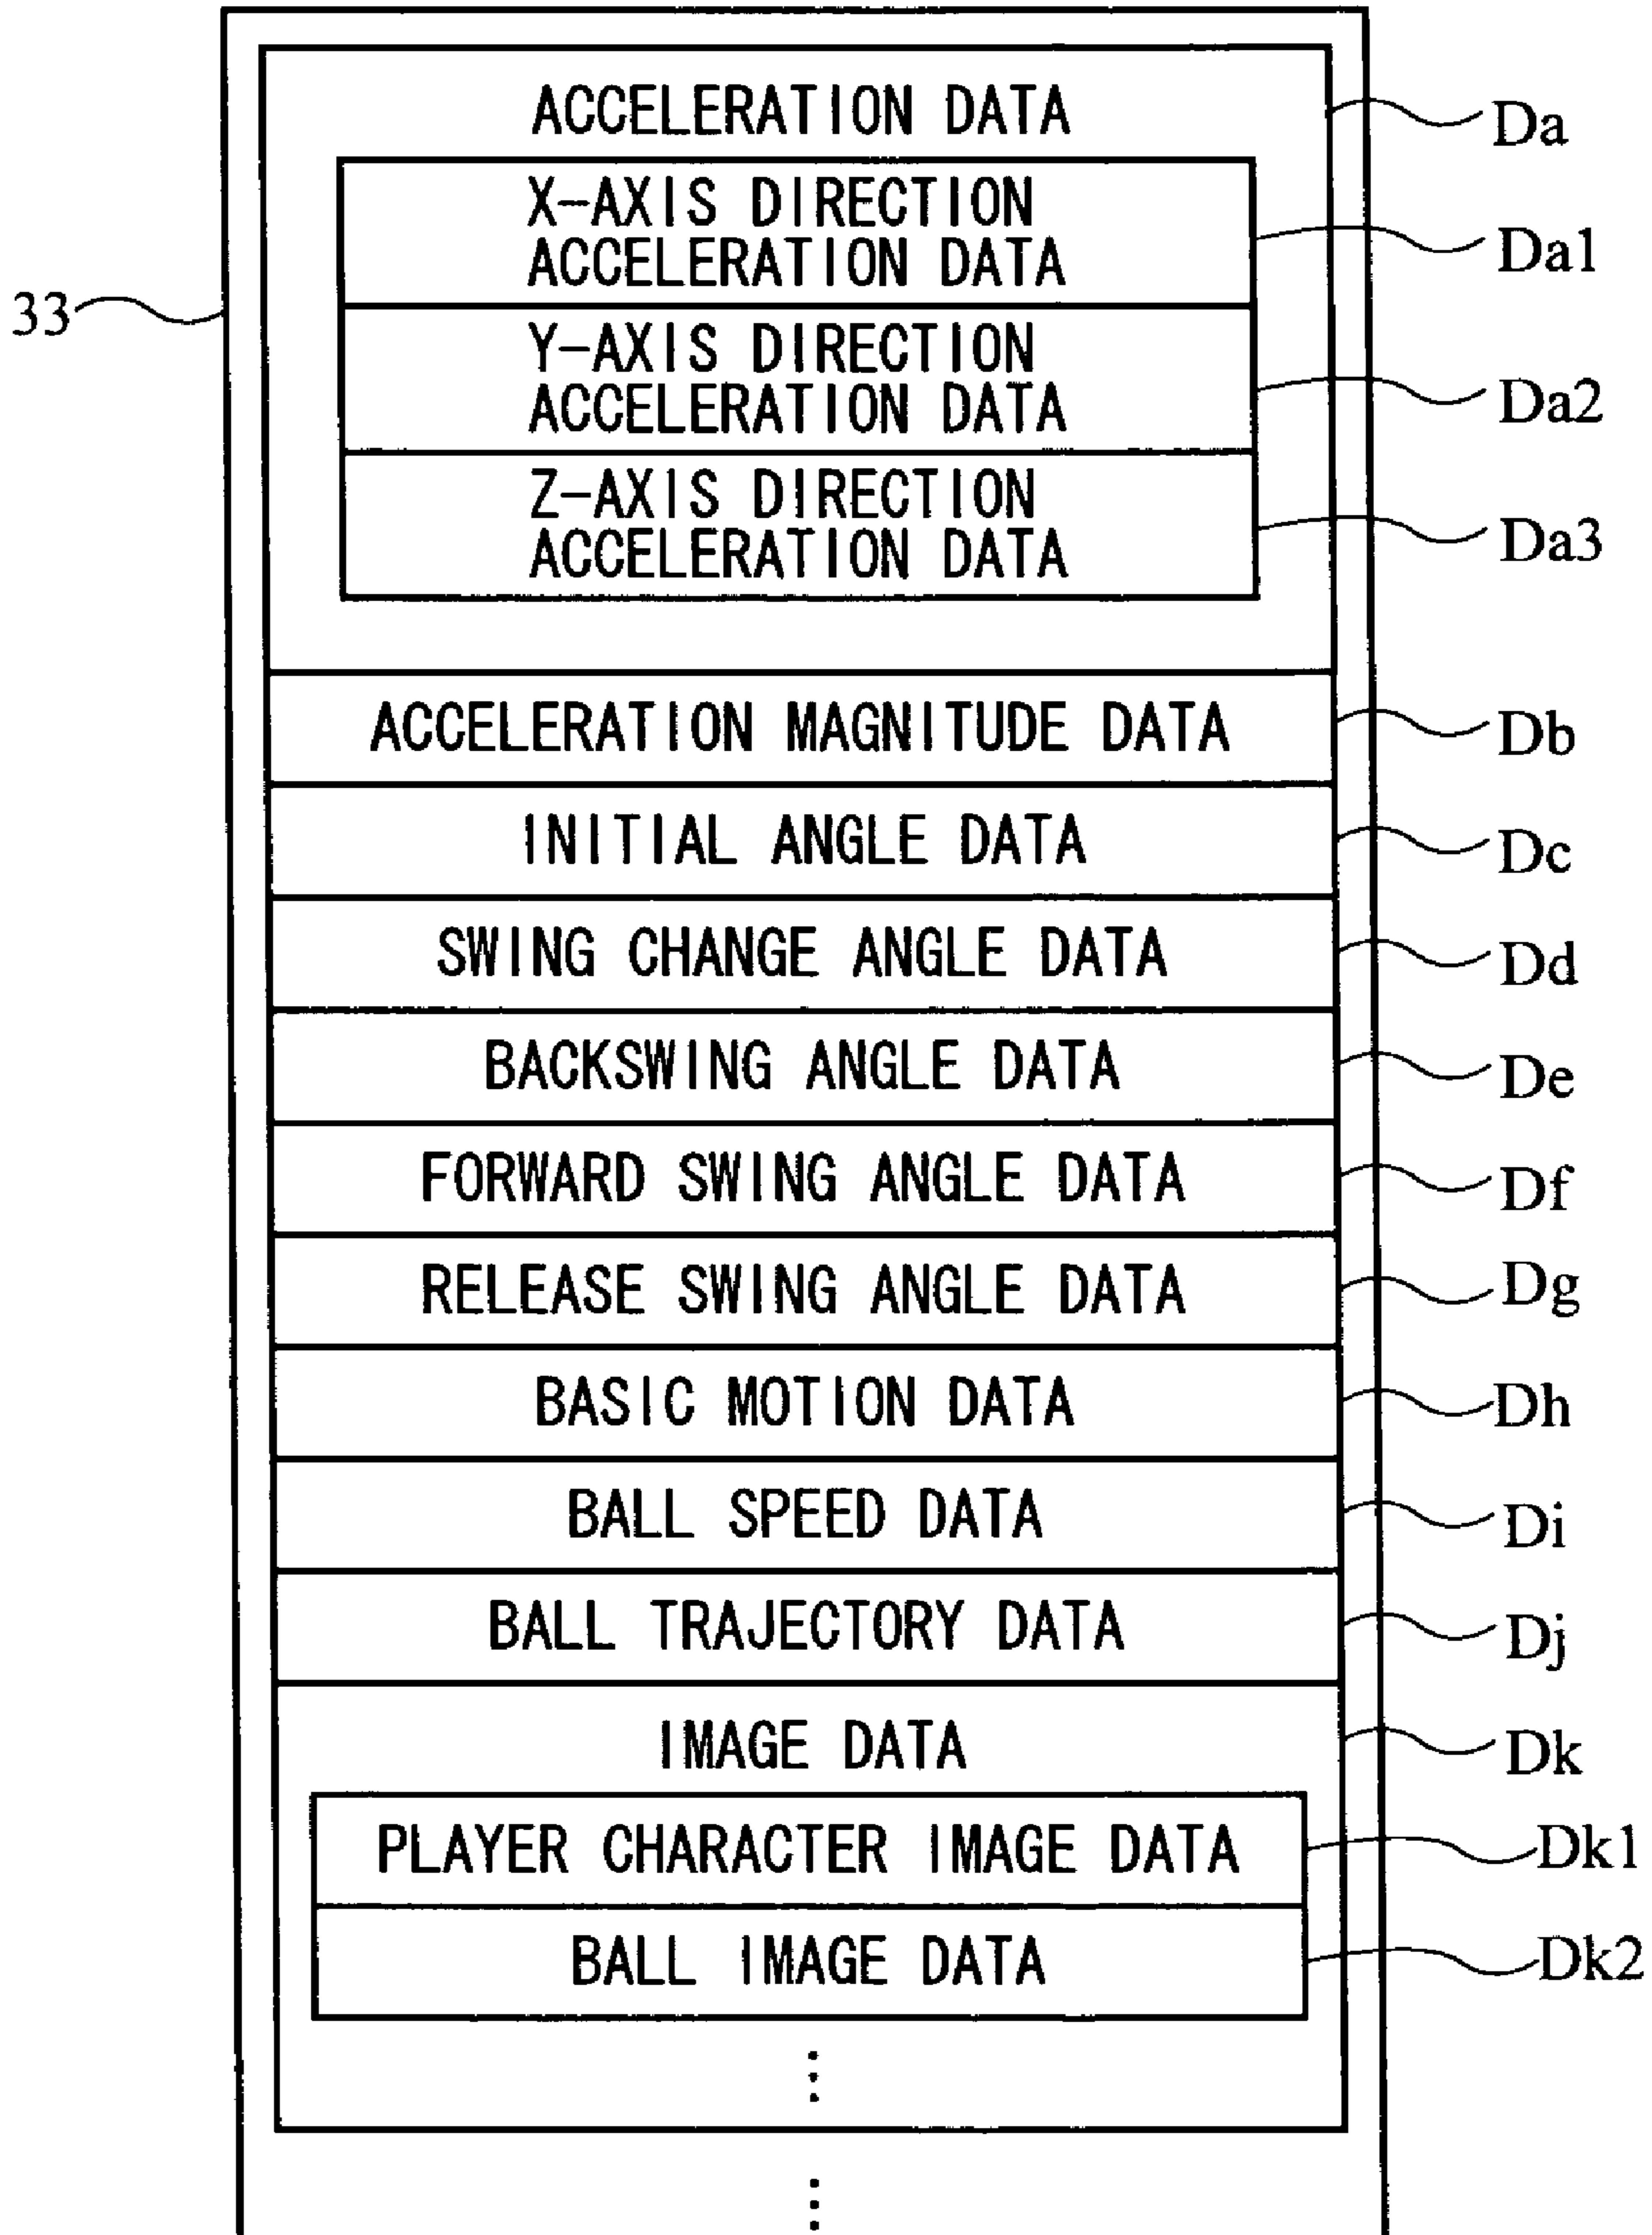 ACCELERATION DATA
Da
X-AXIS DIRECTION
ACCELERATION DATA
Da1
33
Y-AXIS DIRECTION
ACCELERATION DATA
Da2
Z-AXIS DIRECTION
ACCELERATION DATA
Da3
ACCELERATION MAGNITUDE DATA
Db
INITIAL ANGLE DATA
Dc
SWING CHANGE ANGLE DATA
Dd
BACKSWING ANGLE DATA
De
FORWARD SWING ANGLE DATA
Df
RELEASE SWING ANGLE DATA
Dg
BASIC MOTION DATA
Dh
BALL SPEED DATA
Di
BALL TRAJECTORY DATA
Dj
IMAGE DATA
Dk
PLAYER CHARACTER IMAGE DATA
Dk1
BALL IMAGE DATA
Dk2